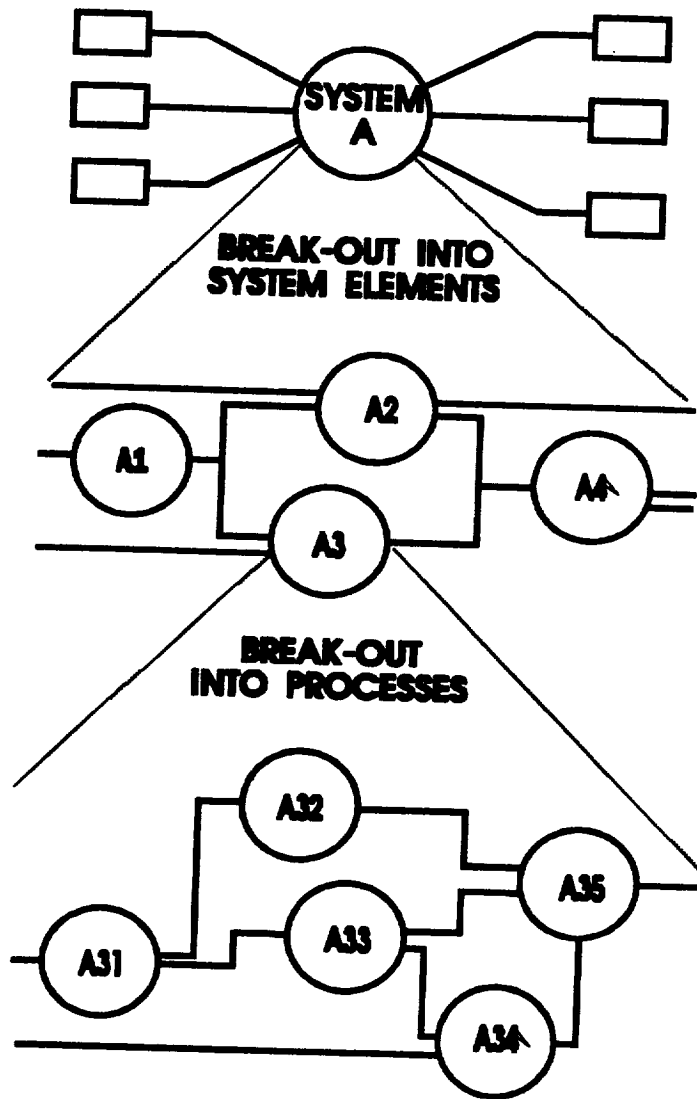 SYSTEM
A
BREAK-OUT INTO
SYSTEM ELEMENTS
A2
A1
A4
A3
BREAK-OUT
INTO PROCESSES
A32
A35
A33
A31
A34